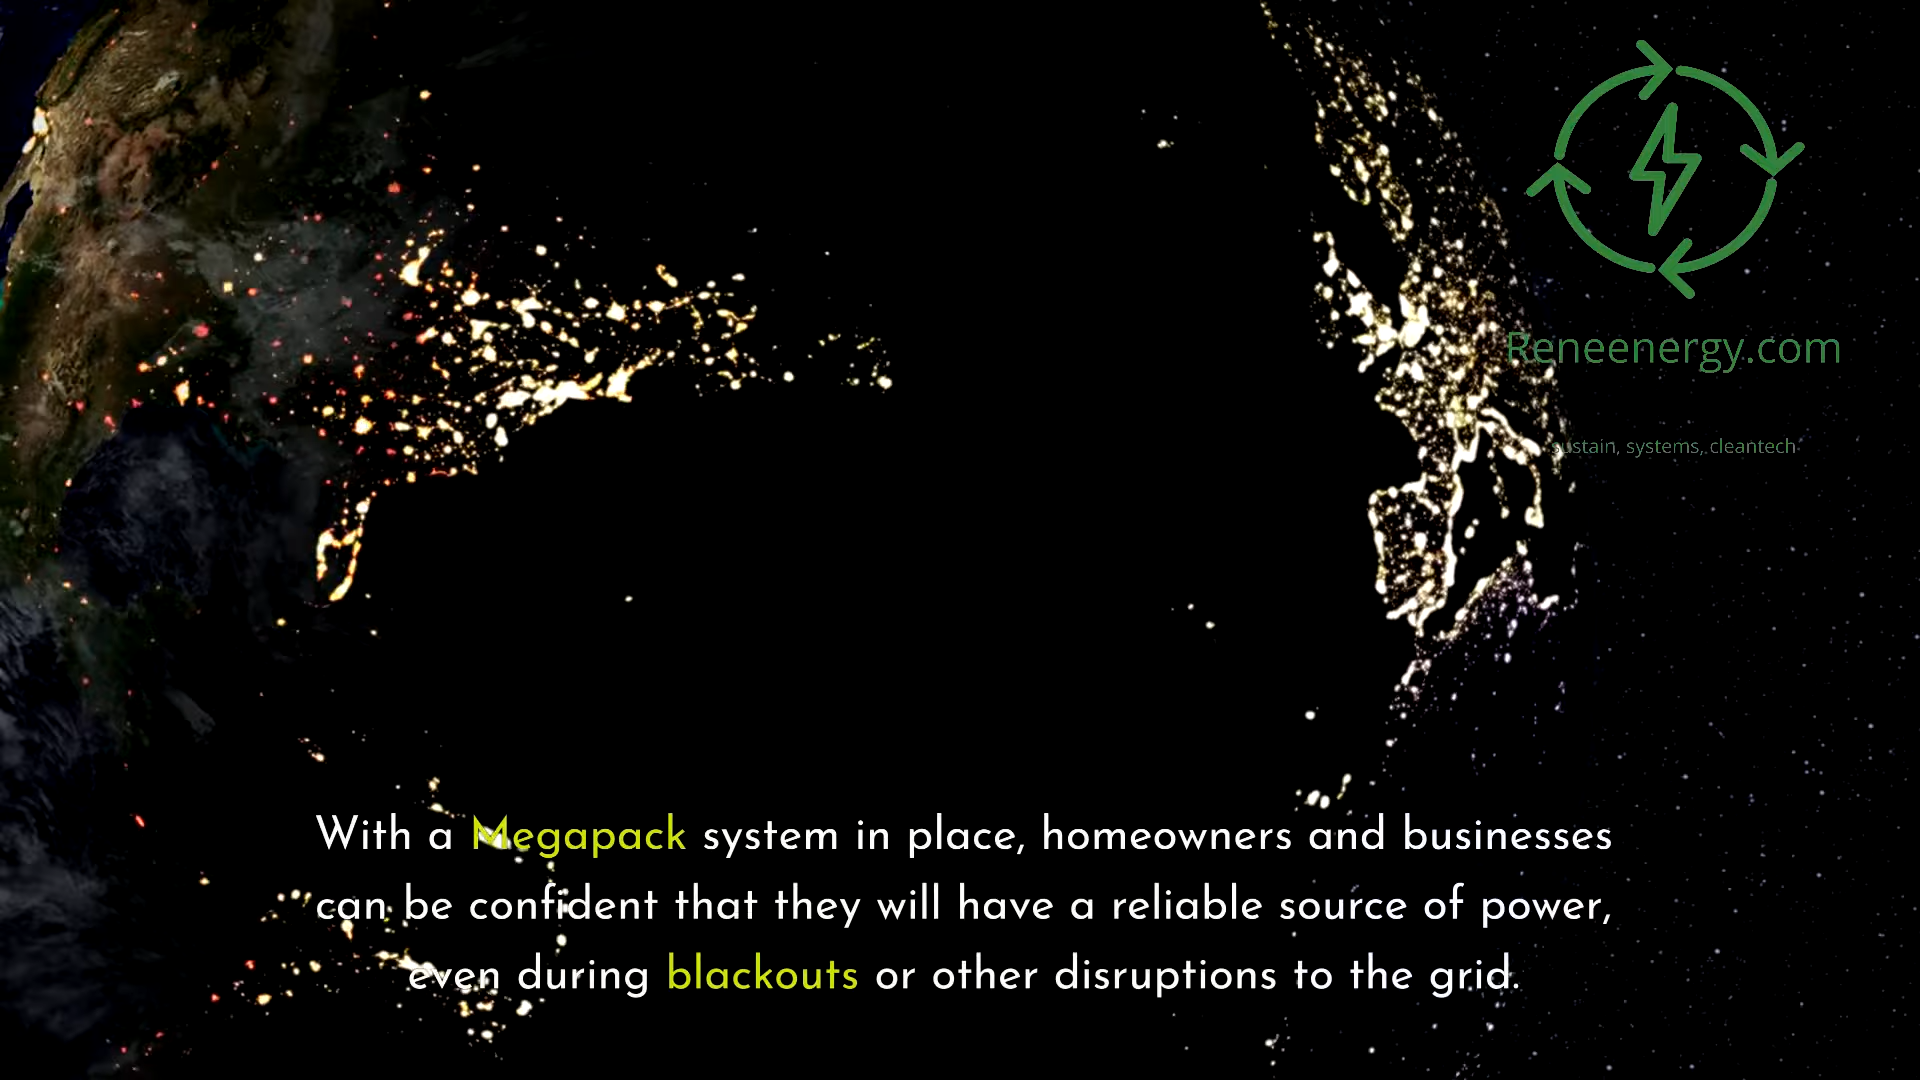 Reneenergy.com
sustain, systems, cleantech
With a Megapack system in place, homeowners and businesses
can be confident that they will have a reliable source of power,
even during blackouts or other disruptions to the grid.